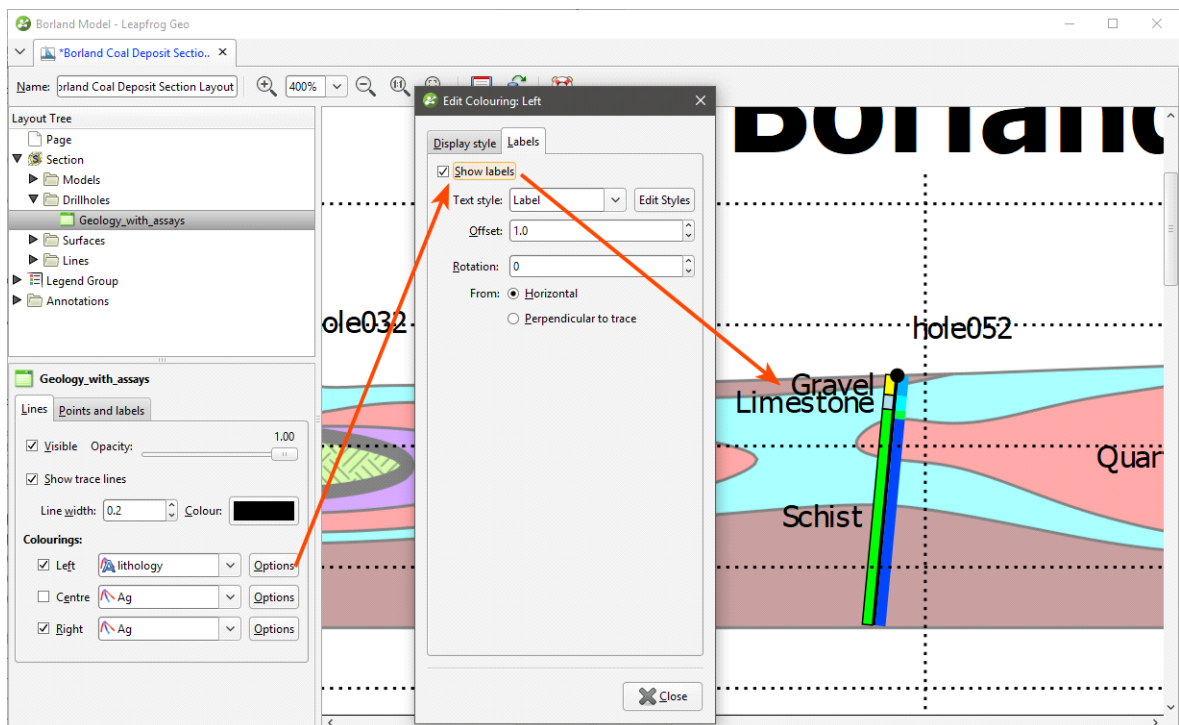 Borland Model - Leapfrog Geo
*Borland Coal Deposit Sectio..
Name: orland Coal Deposit Section Layout 400% 1:1
Layout Tree
Page
Section
Models
Drillholes
Geology_with_assays
Surfaces
Lines
Legend Group
Annotations
Geology_with_assays
Lines Points and labels
Visible Opacity: 1.00
Show trace lines
Line width: 0.2 Colour:
Colourings:
Left lithology Options
Centre Ag Options
Right Ag Options
Edit Colouring: Left
Display style Labels
Show labels
Text style: Label Edit Styles
Offset: 1.0
Rotation: 0
From: Horizontal
Perpendicular to trace
Close
Borland
ole032
hole052
Gravel
Limestone
Quar
Schist